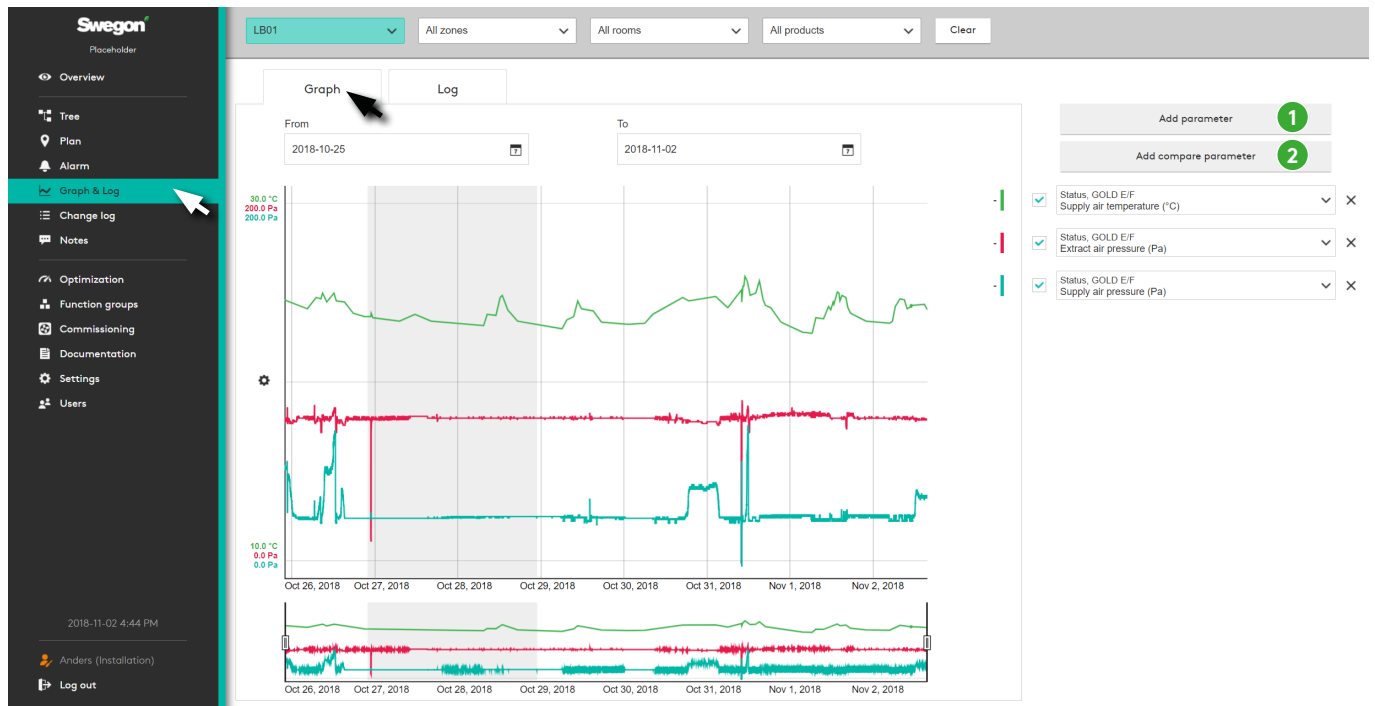 Swegon
Placeholder
Overview
Tree
Plan
Alarm
Graph & Log
Change log
Notes
Optimization
Function groups
Commissioning
Documentation
Settings
Users
2018-11-02 4:44 PM
Anders (Installation)
Log out
LB01
All zones
All rooms
All products
Clear
Graph
Log
From
To
2018-10-25
7
2018-11-02
7
30.0 °C
200.0 Pa
200.0 Pa
10.0 °C
0.0 Pa
0.0 Pa
Oct 26, 2018 Oct 27, 2018 Oct 28, 2018 Oct 29, 2018 Oct 30, 2018 Oct 31, 2018 Nov 1, 2018 Nov 2, 2018
Oct 26, 2018 Oct 27, 2018 Oct 28, 2018 Oct 29, 2018 Oct 30, 2018 Oct 31, 2018 Nov 1, 2018 Nov 2, 2018
Add parameter 1
Add compare parameter 2
-
Status, GOLD E/F
Supply air temperature (°C)
-
Status, GOLD E/F
Extract air pressure (Pa)
-
Status, GOLD E/F
Supply air pressure (Pa)